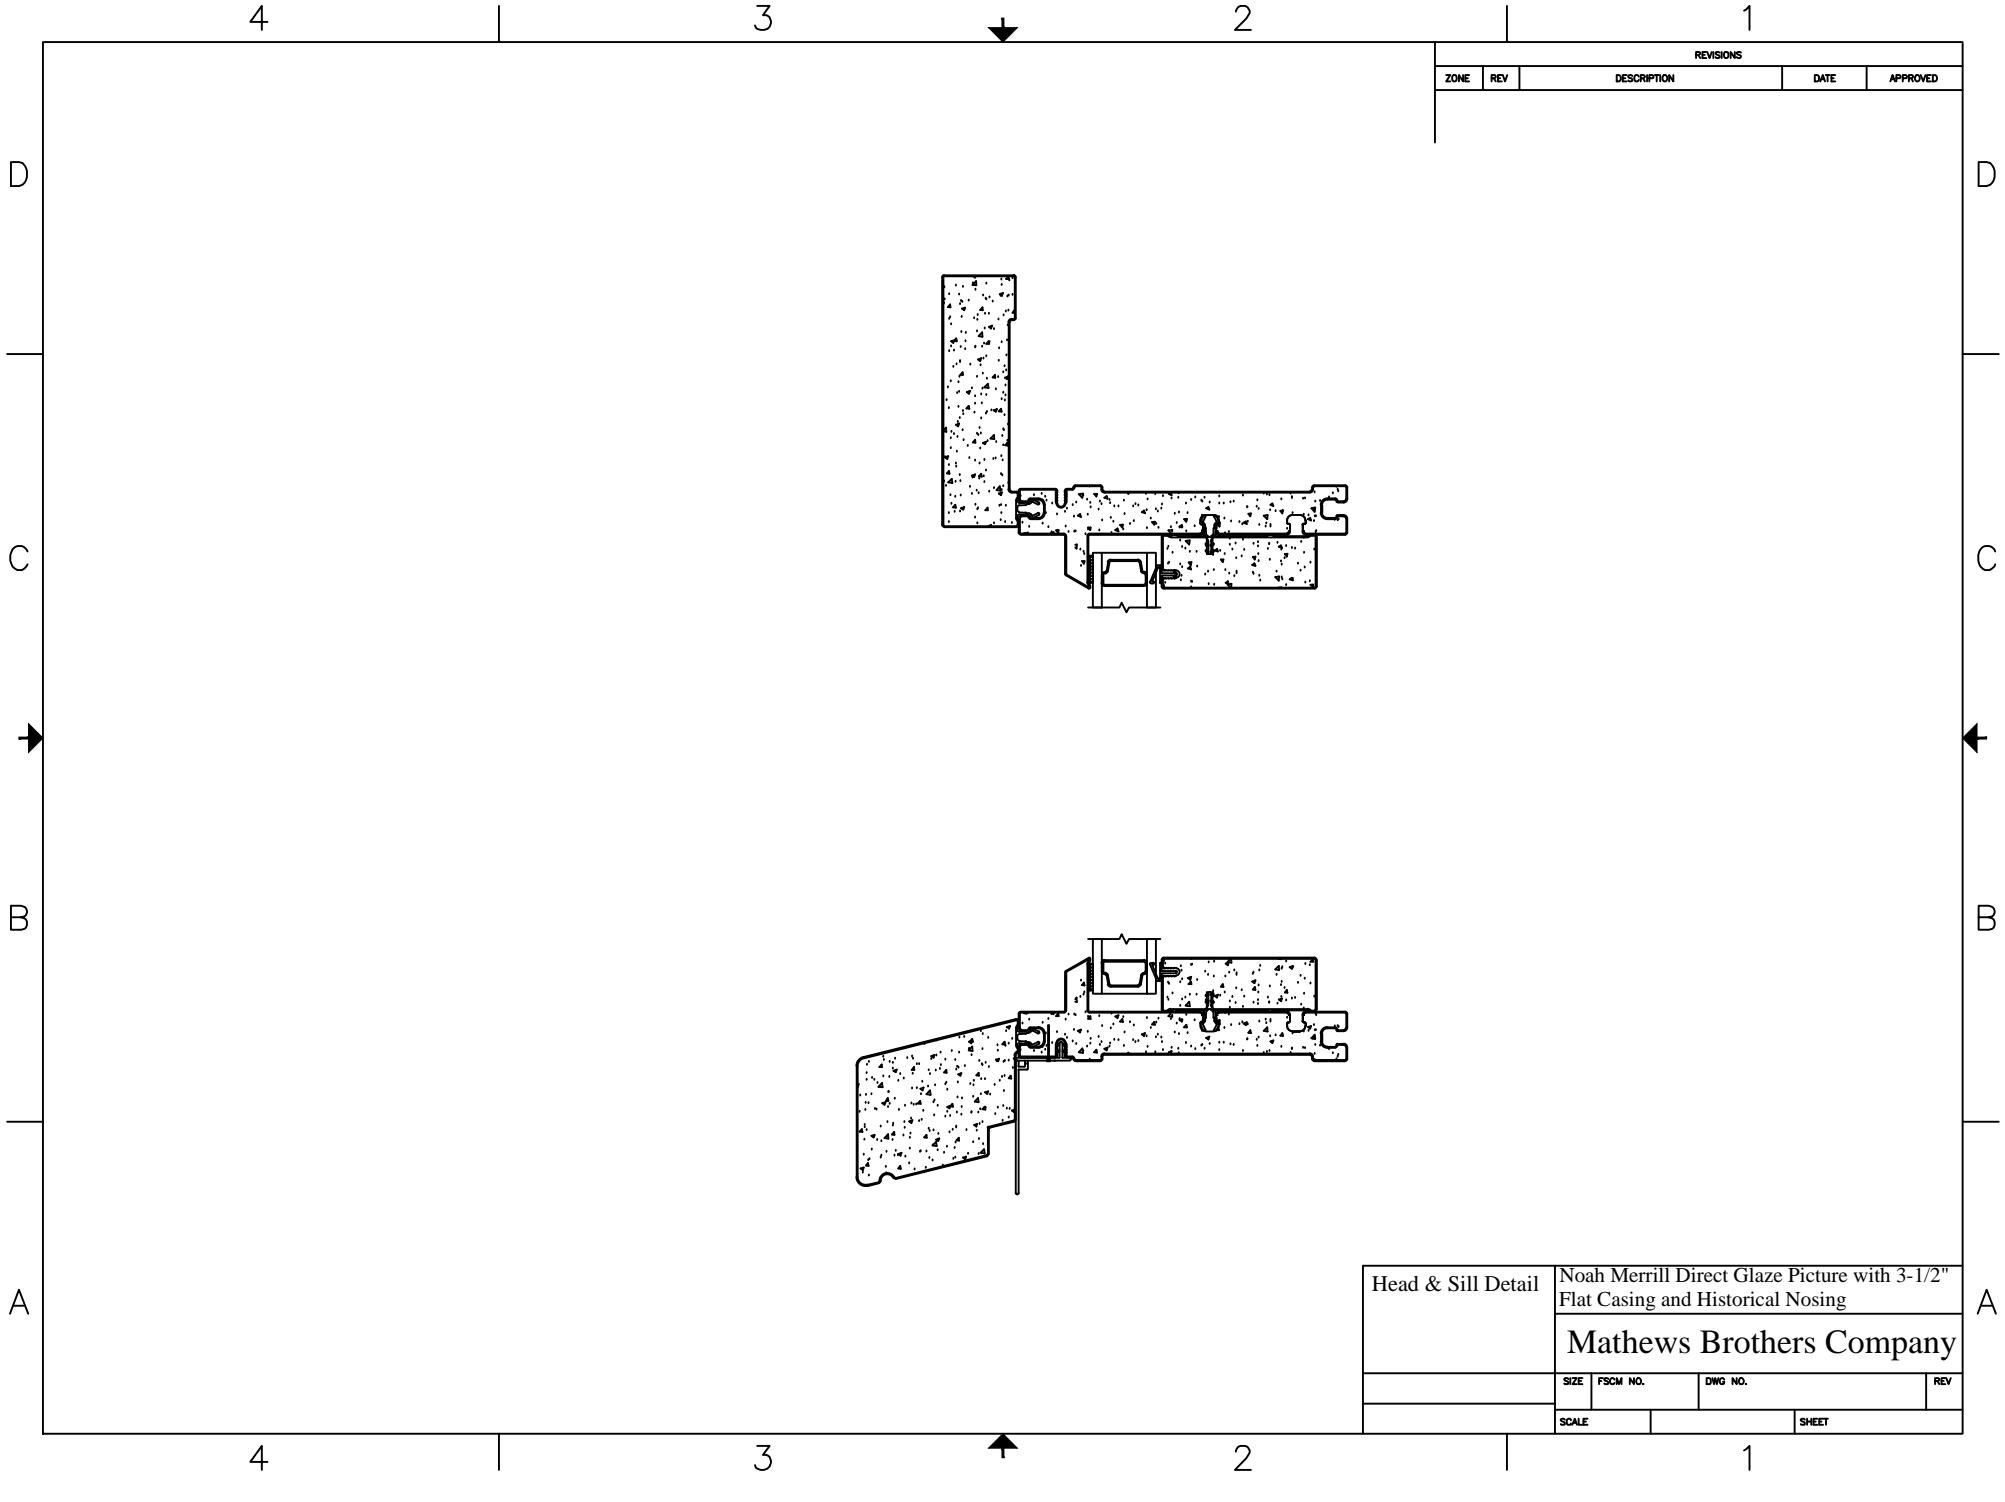 4 3 2 1
REVISIONS
ZONE REV DESCRIPTION DATE APPROVED
D D
C C
B B
A A
Head & Sill Detail
Noah Merrill Direct Glaze Picture with 3-1/2"
Flat Casing and Historical Nosing
Mathews Brothers Company
SIZE FSCM NO. DWG NO. REV
SCALE SHEET
4 3 2 1